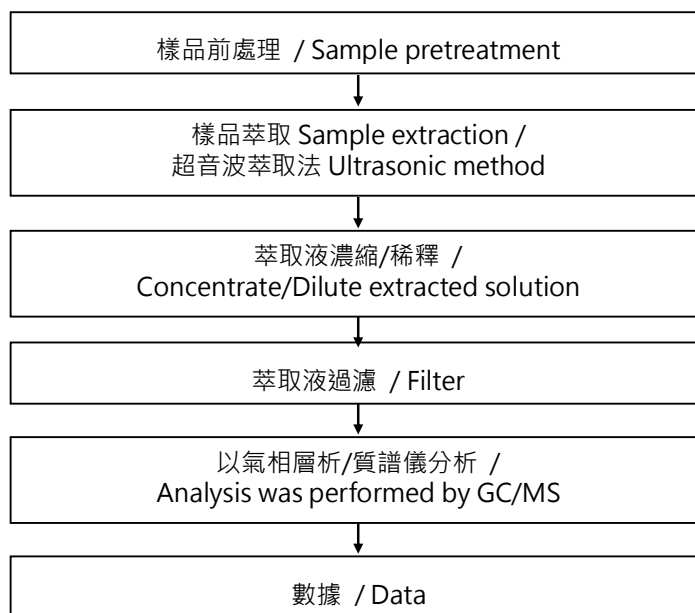 樣品前處理 / Sample pretreatment
樣品萃取 Sample extraction /
超音波萃取法 Ultrasonic method
萃取液濃縮/稀釋 /
Concentrate/Dilute extracted solution
萃取液過濾 / Filter
以氣相層析/質譜儀分析 /
Analysis was performed by GC/MS
數據 / Data